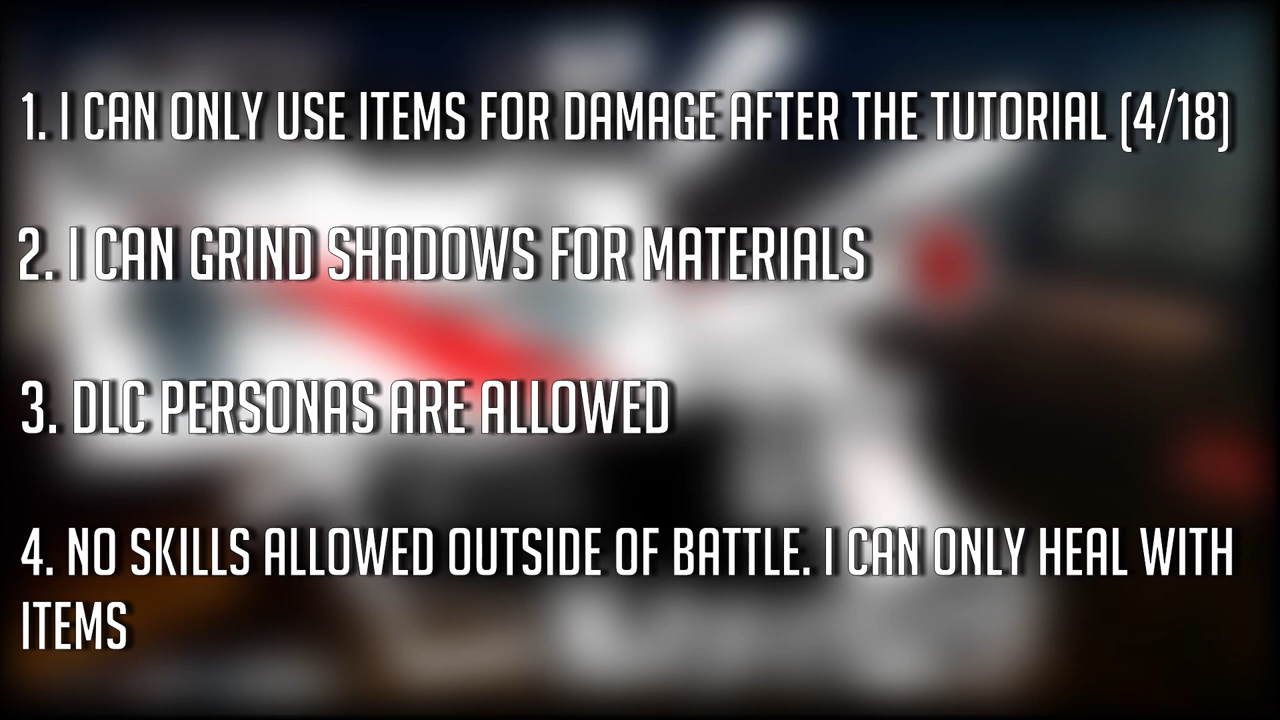 1. I CAN ONLY USE ITEMS FOR DAMAGE AFTER THE TUTORIAL (4/18)
2. I CAN GRIND SHADOWS FOR MATERIALS
3. DLC PERSONAS ARE ALLOWED
4. NO SKILLS ALLOWED OUTSIDE OF BATTLE. I CAN ONLY HEAL WITH
ITEMS